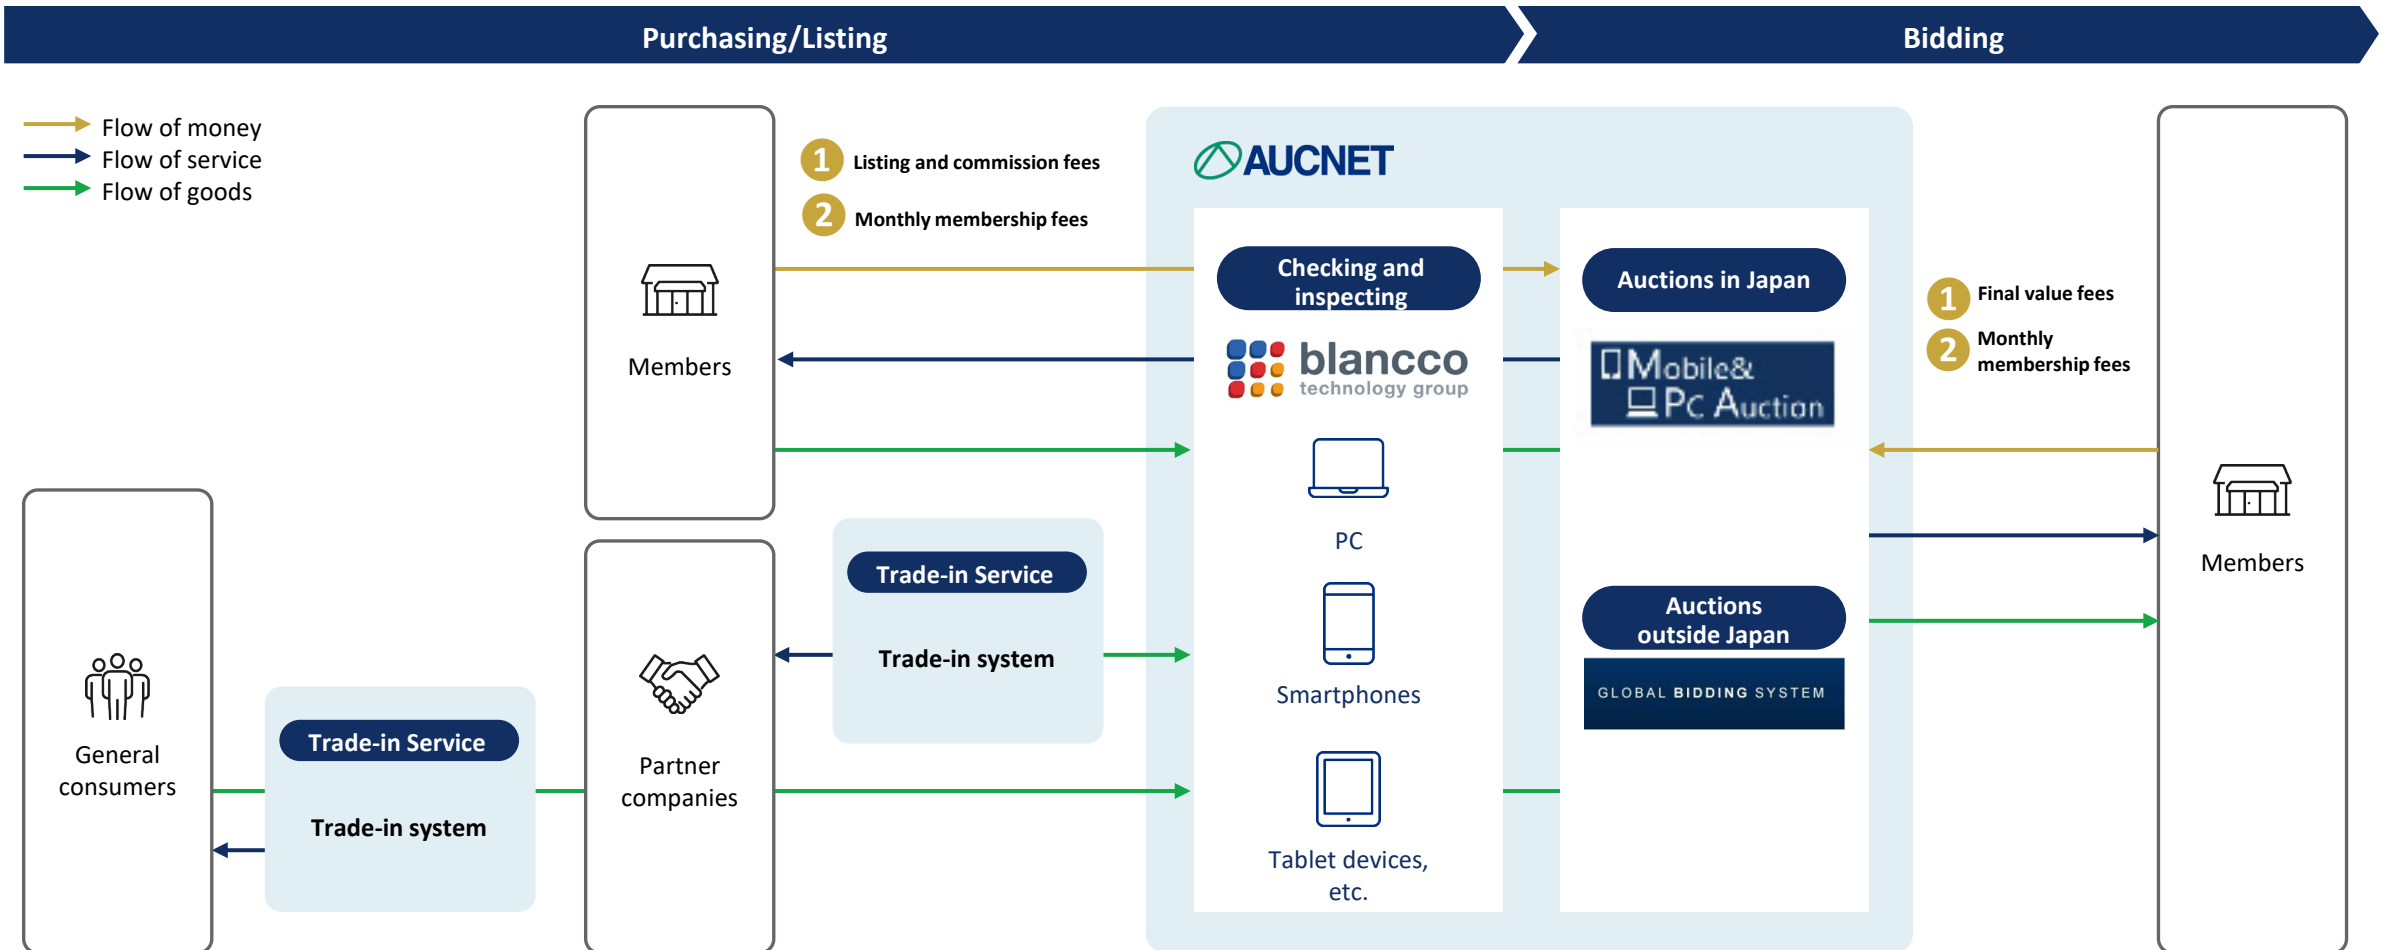 Purchasing/Listing
Bidding
Flow of money
Flow of service
Flow of goods
Members
1 Listing and commission fees
2 Monthly membership fees
AUCNET
Checking and
inspecting
blancco
technology group
PC
Smartphones
Tablet devices,
etc.
Auctions in Japan
Mobile&
PC Auction
Auctions
outside Japan
GLOBAL BIDDING SYSTEM
1 Final value fees
2 Monthly
membership fees
Members
General
consumers
Trade-in Service
Trade-in system
Partner
companies
Trade-in Service
Trade-in system